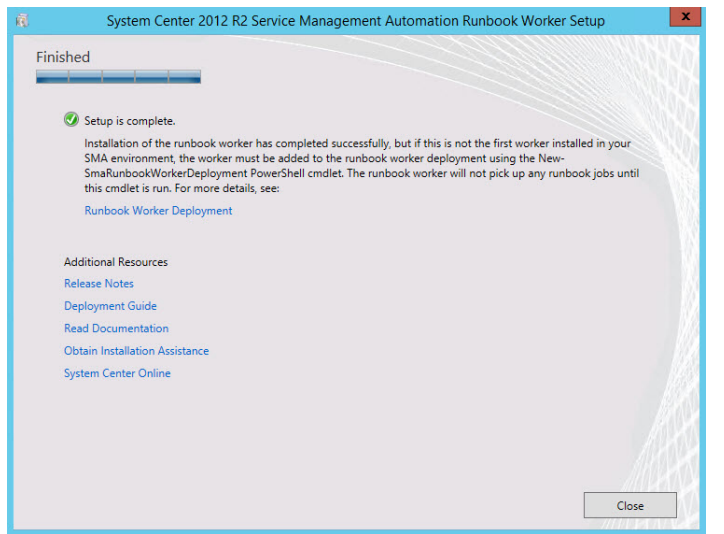 System Center 2012 R2 Service Management Automation Runbook Worker Setup
x
Finished
Setup is complete.
Installation of the runbook worker has completed successfully, but if this is not the first worker installed in your
SMA environment, the worker must be added to the runbook worker deployment using the New-
SmaRunbookWorkerDeployment PowerShell cmdlet. The runbook worker will not pick up any runbook jobs until
this cmdlet is run. For more details, see:
Runbook Worker Deployment
Additional Resources
Release Notes
Deployment Guide
Read Documentation
Obtain Installation Assistance
System Center Online
Close